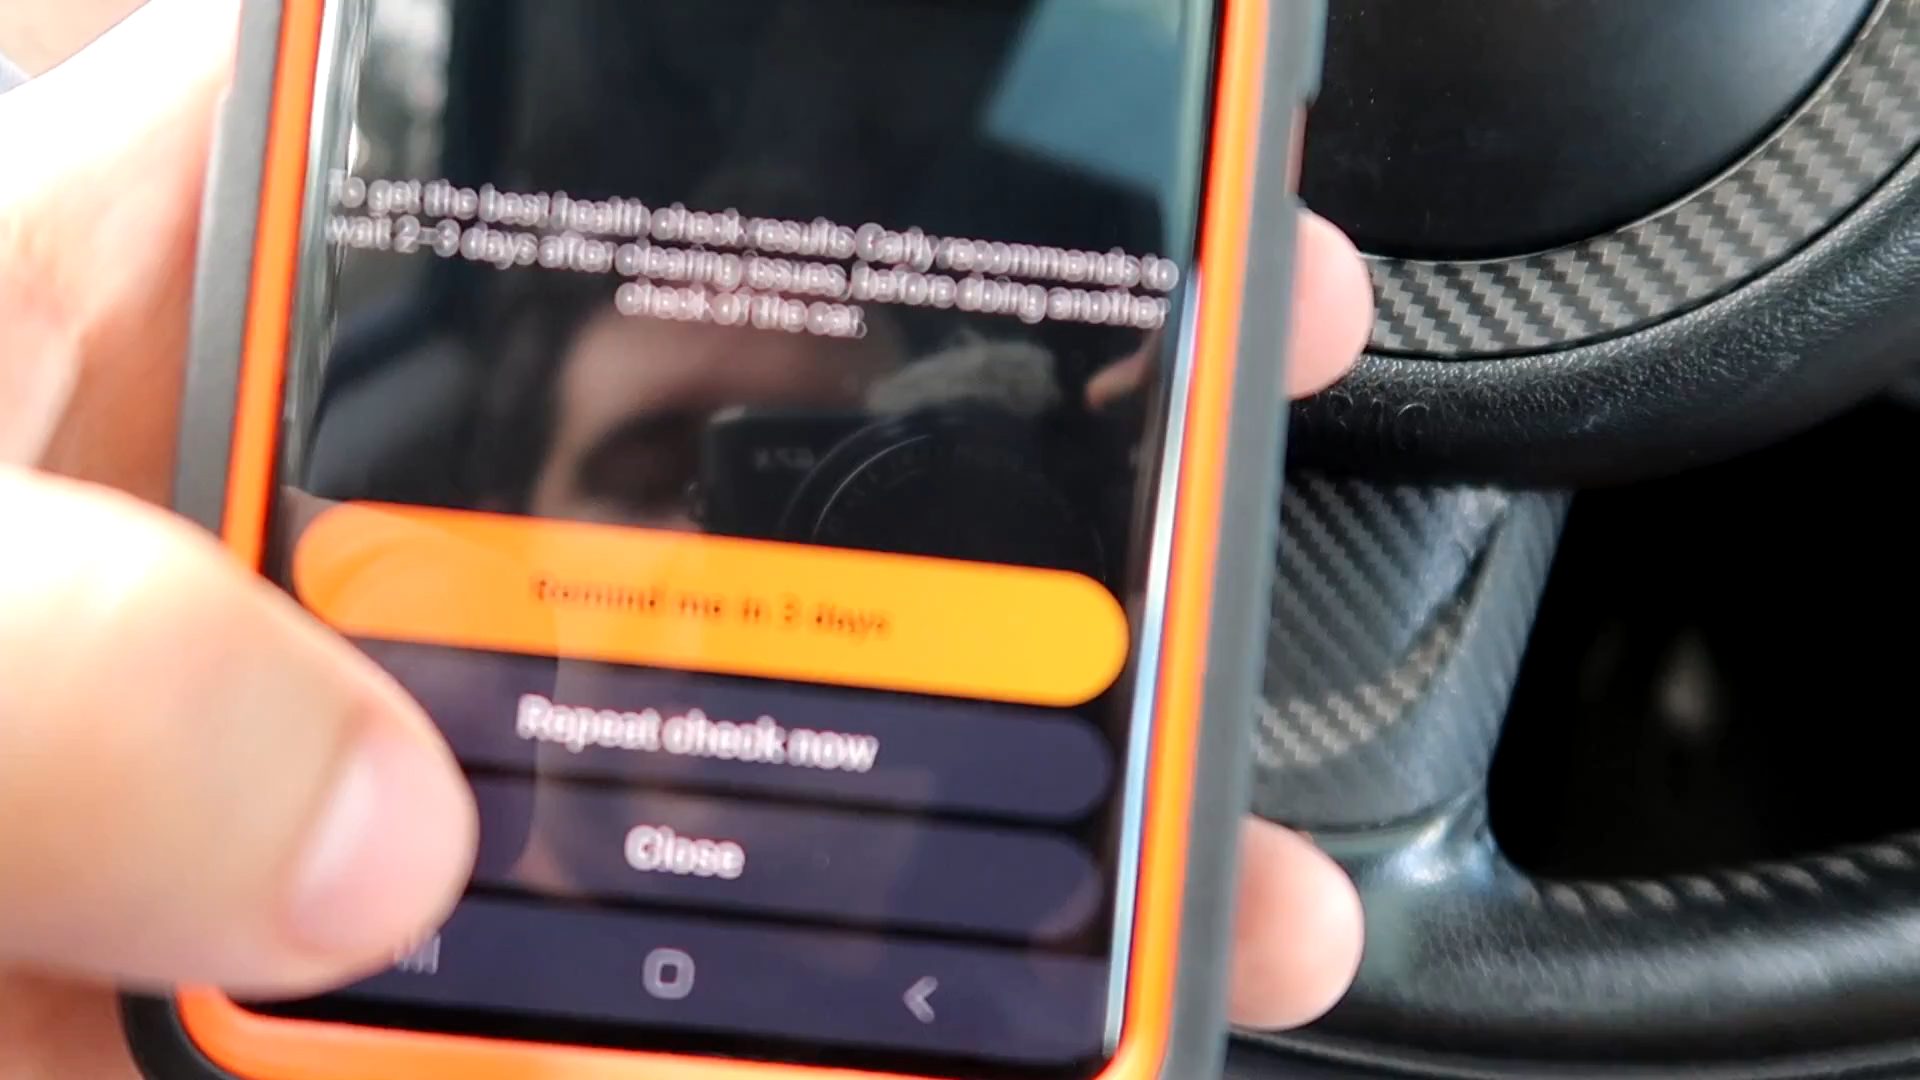 To get the best health check results Carly recommends to
wait 2-3 days after clearing issues, before doing another
check of the car.
Remind me in 3 days
Repeat check now
Close